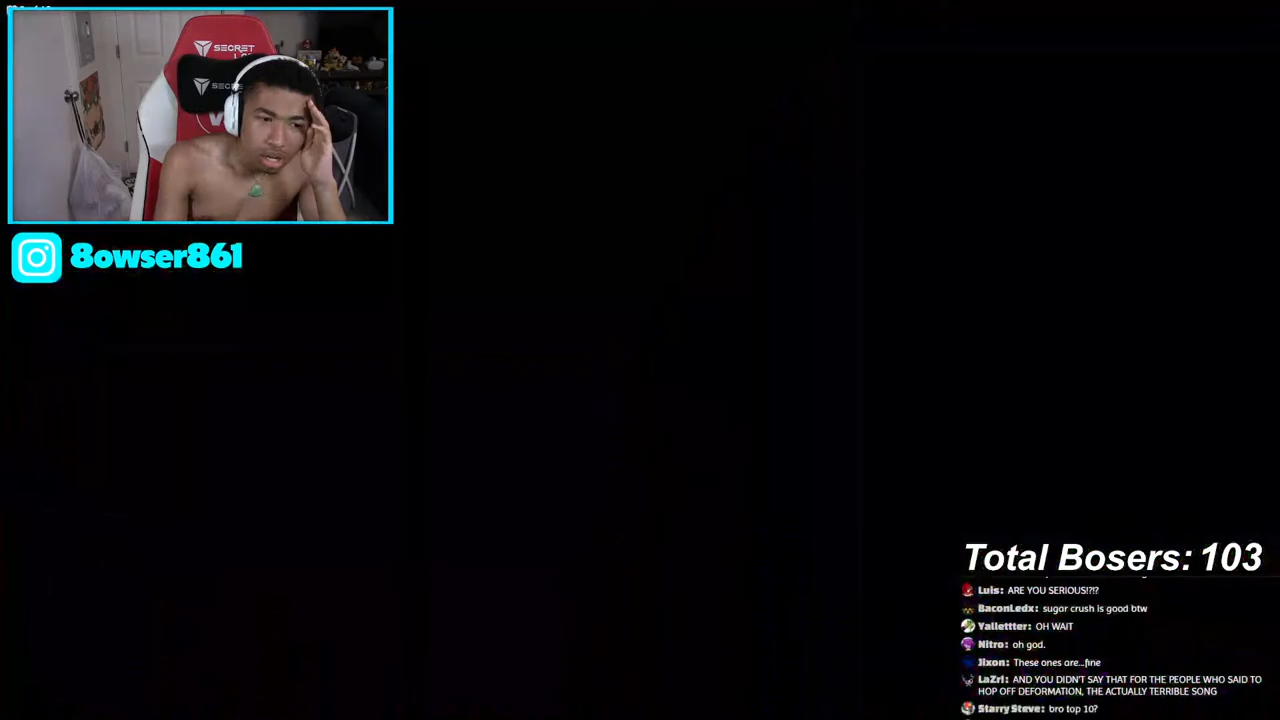 SECRET
SECRE
8owser861
Total Bosers: 103
Luis: ARE YOU SERIOUS!?!?
BaconLedx: sugar crush is good btw
Yallettter: OH WAIT
Nitro: oh god.
Jixon: These ones are...fine
LaZri: AND YOU DIDN'T SAY THAT FOR THE PEOPLE WHO SAID TO
HOP OFF DEFORMATION, THE ACTUALLY TERRIBLE SONG
Starry Steve: bro top 10?